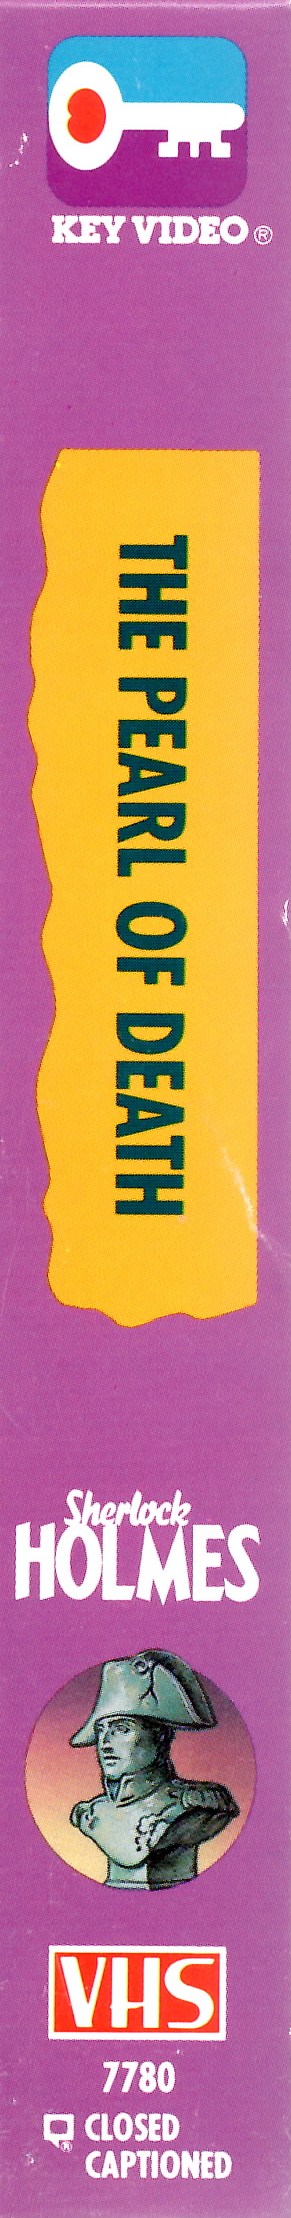 KEY VIDEO®
THE PEARL OF DEATH
Sherlock
HOLMES
VHS
7780
CLOSED
CAPTIONED